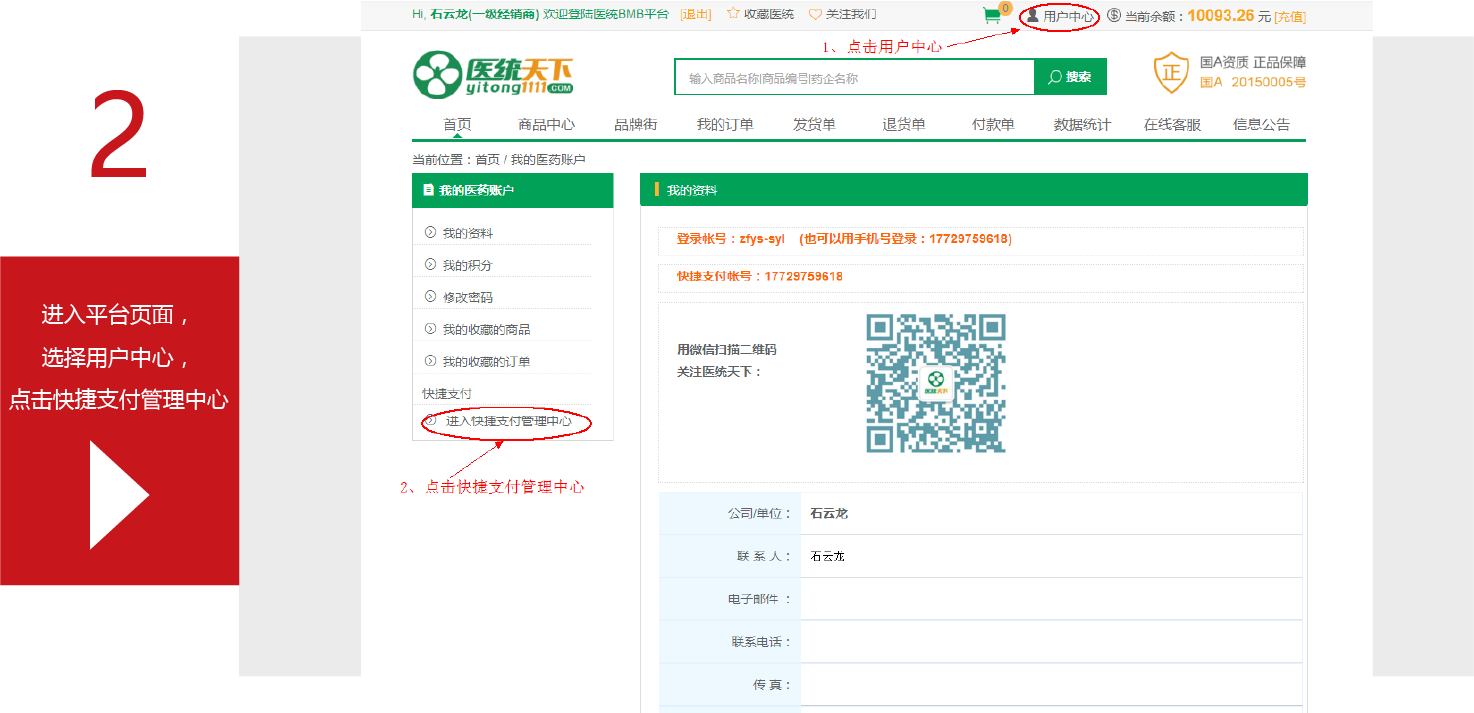 2
进入平台页面，
选择用户中心，
点击快捷支付管理中心
Hi, 石云龙(一级经销商) 欢迎登陆医统BMB平台 [退出] 收藏医统 关注我们 0 用户中心 当前余额：10093.26 元 [充值]
1、点击用户中心
医统天下
yitong1111.COM
输入商品名称|商品编号|药企名称
搜索
正
国A资质 正品保障
国A 20150005号
首页 商品中心 品牌街 我的订单 发货单 退货单 付款单 数据统计 在线客服 信息公告
当前位置：首页 / 我的医药账户
我的医药账户
我的资料
我的积分
修改密码
我的收藏的商品
我的收藏的订单
快捷支付
进入快捷支付管理中心
2、点击快捷支付管理中心
我的资料
登录帐号：zfys-syl (也可以用手机号登录：17729759618)
快捷支付帐号：17729759618
用微信扫描二维码
关注医统天下：
医统天下
公司/单位： 石云龙
联 系 人： 石云龙
电子邮件 ：
联系电话：
传 真：